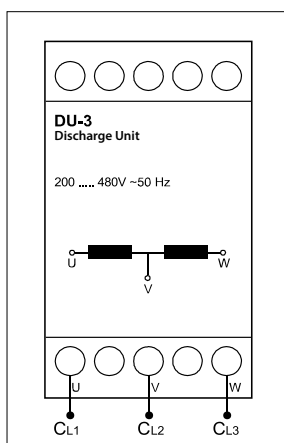 DU-3
Discharge Unit
200 ..... 480V ~50 Hz
U W
V
U V W
CL1 CL2 CL3